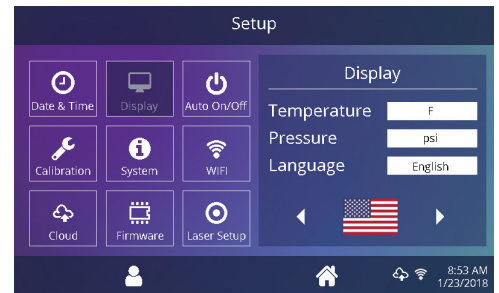 Setup
Date & Time
Display
Auto On/Off
Calibration
System
WIFI
Cloud
Firmware
Laser Setup
Display
Temperature F
Pressure psi
Language English
8:53 AM
1/23/2018